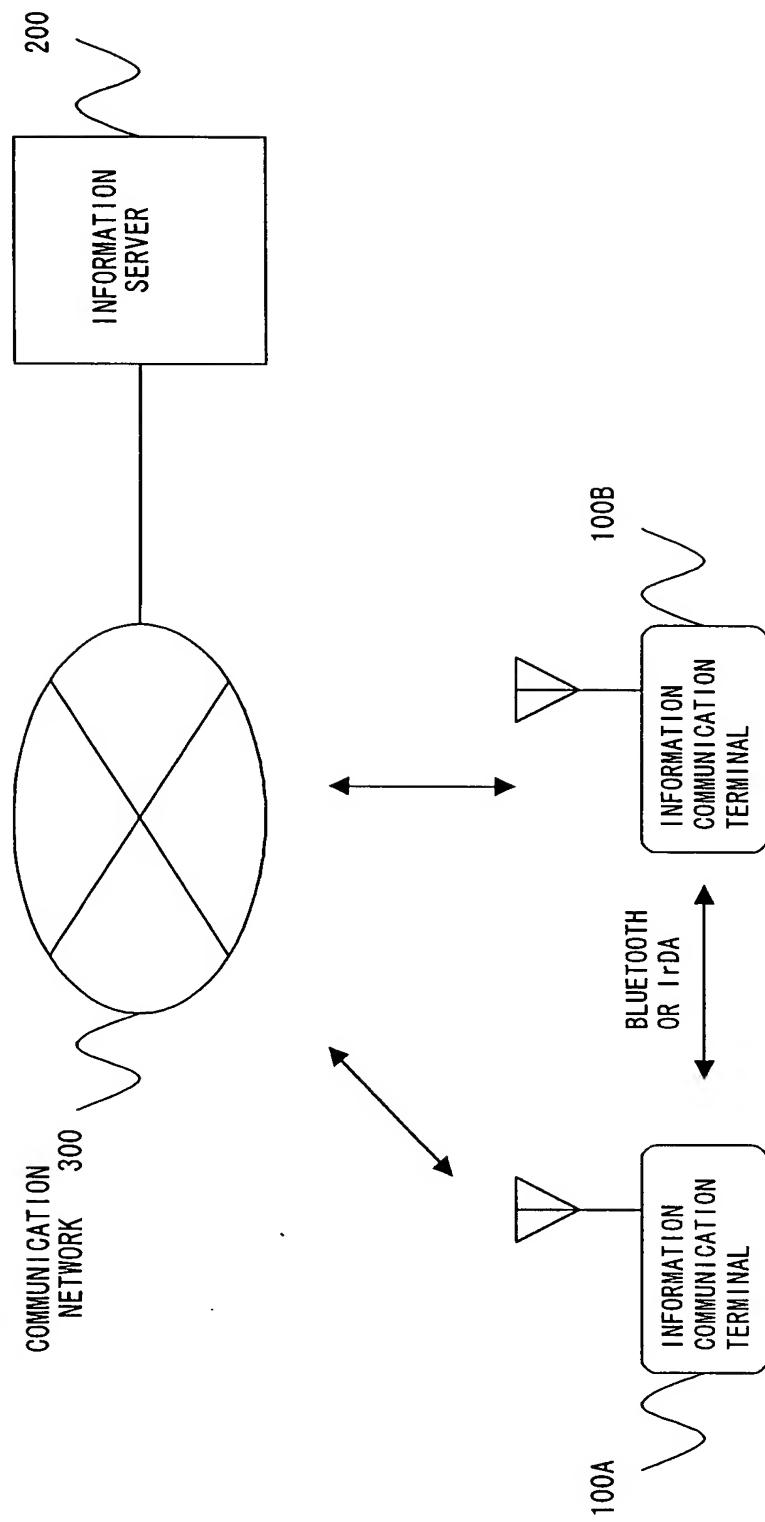 COMMUNICATION
NETWORK 300
200
INFORMATION
SERVER
100A
INFORMATION
COMMUNICATION
TERMINAL
BLUETOOTH
OR IrDA
100B
INFORMATION
COMMUNICATION
TERMINAL